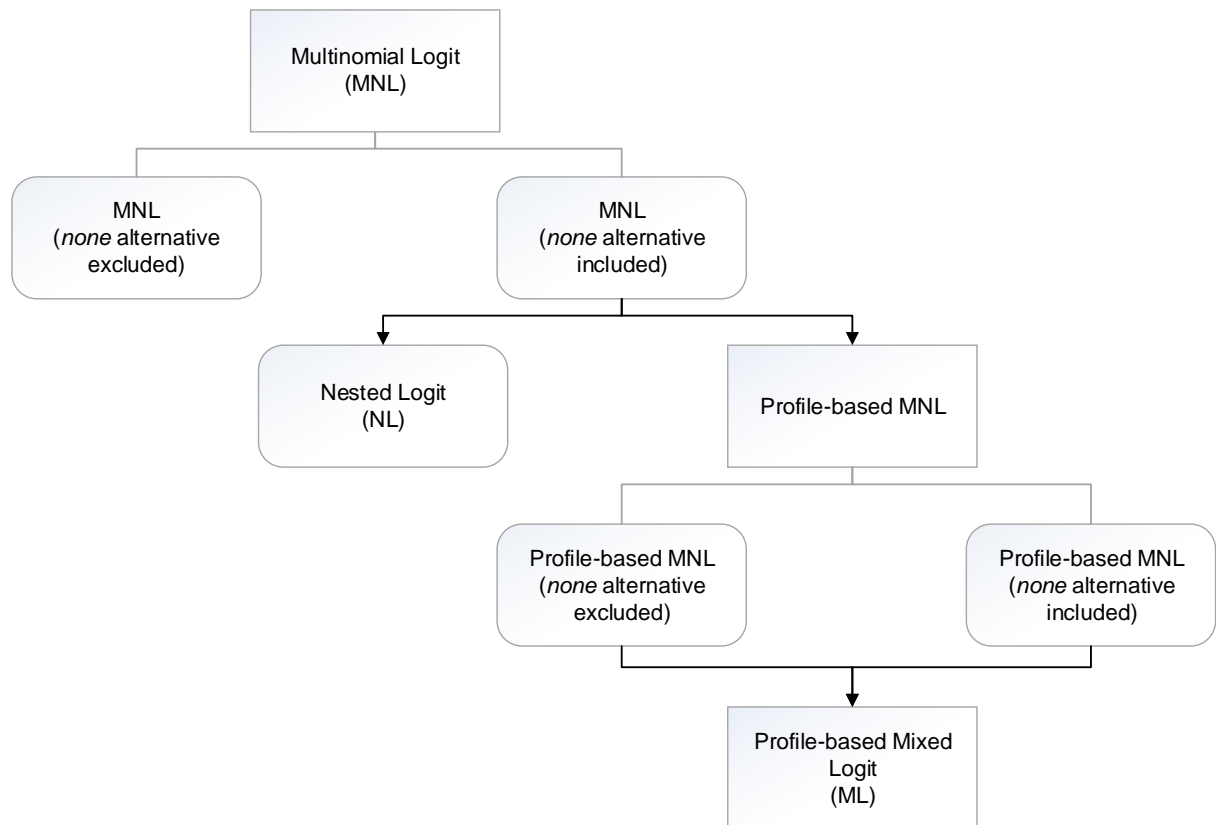 Multinomial Logit
(MNL)
MNL
(none alternative
excluded)
MNL
(none alternative
included)
Nested Logit
(NL)
Profile-based MNL
Profile-based MNL
(none alternative
excluded)
Profile-based MNL
(none alternative
included)
Profile-based Mixed
Logit
(ML)